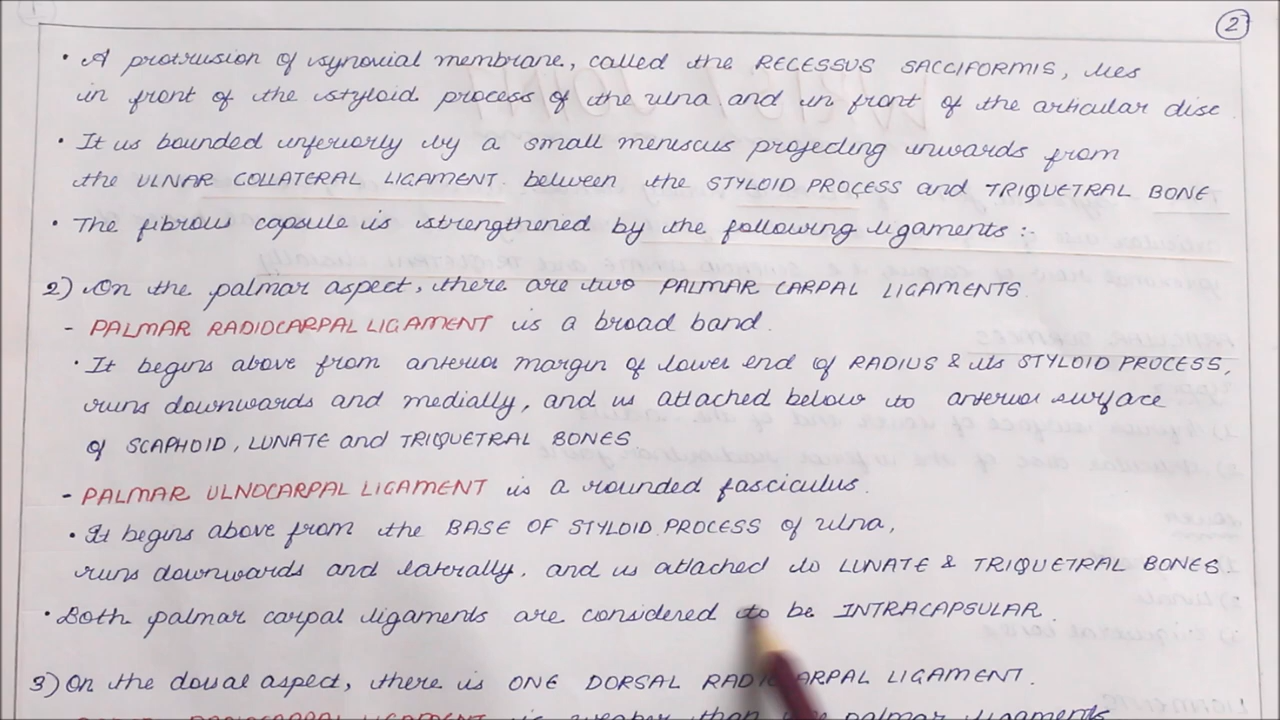 2
• A protrusion of synovial membrane, called the RECESSUS SACCIFORMIS, lies
in front of the styloid process of the ulna and in front of the articular disc.
• It is bounded inferiorly by a small meniscus projecting inwards from
the ULNAR COLLATERAL LIGAMENT between the STYLOID PROCESS and TRIQUETRAL BONE
• The fibrous capsule is strengthened by the following ligaments :-
2) On the palmar aspect, there are two PALMAR CARPAL LIGAMENTS.
- PALMAR RADIOCARPAL LIGAMENT is a broad band.
• It begins above from anterior margin of lower end of RADIUS & its STYLOID PROCESS,
runs downwards and medially, and is attached below to anterior surface
of SCAPHOID, LUNATE and TRIQUETRAL BONES
- PALMAR ULNOCARPAL LIGAMENT is a rounded fasciculus.
• It begins above from the BASE OF STYLOID PROCESS of ulna,
runs downwards and laterally, and is attached to LUNATE & TRIQUETRAL BONES.
• Both palmar carpal ligaments are considered to be INTRACAPSULAR.
3) On the dorsal aspect, there is ONE DORSAL RADIOCARPAL LIGAMENT.
is weaker than palmar ligaments